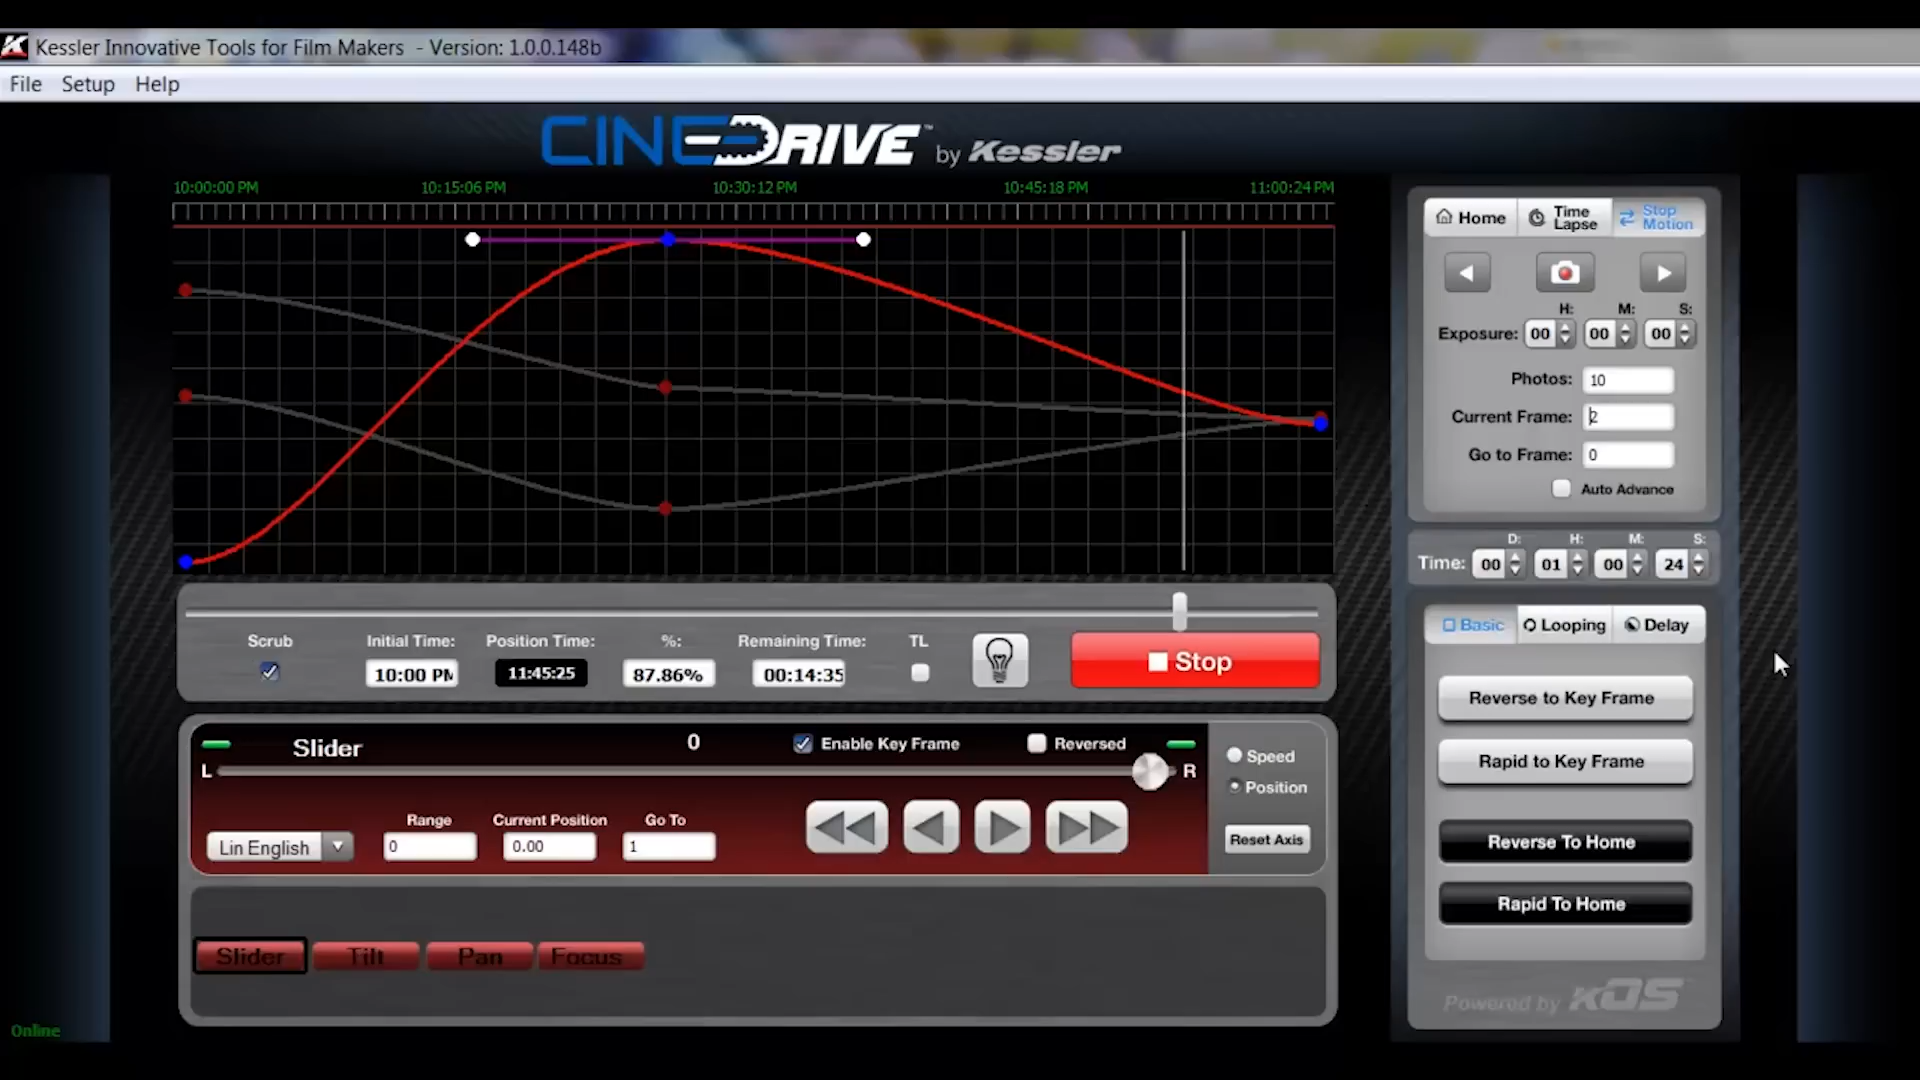 Kessler Innovative Tools for Film Makers - Version: 1.0.0.148b
File Setup Help
CINEDRIVE™ by Kessler
10:00:00 PM 10:15:06 PM 10:30:12 PM 10:45:18 PM 11:00:24 PM
Home Time Lapse Stop Motion
H: M: S:
Exposure: 00 00 00
Photos: 10
Current Frame: 2
Go to Frame: 0
Auto Advance
D: H: M: S:
Time: 00 01 00 24
Scrub Initial Time: Position Time: %: Remaining Time: TL
10:00 PM 11:45:25 87.86% 00:14:35
Stop
Basic Looping Delay
Reverse to Key Frame
Rapid to Key Frame
Reverse To Home
Rapid To Home
Powered by kOS
Slider 0 Enable Key Frame Reversed
L R
Speed
Position
Range Current Position Go To
Lin English 0 0.00 1
Reset Axis
Slider Tilt Pan Focus
Online